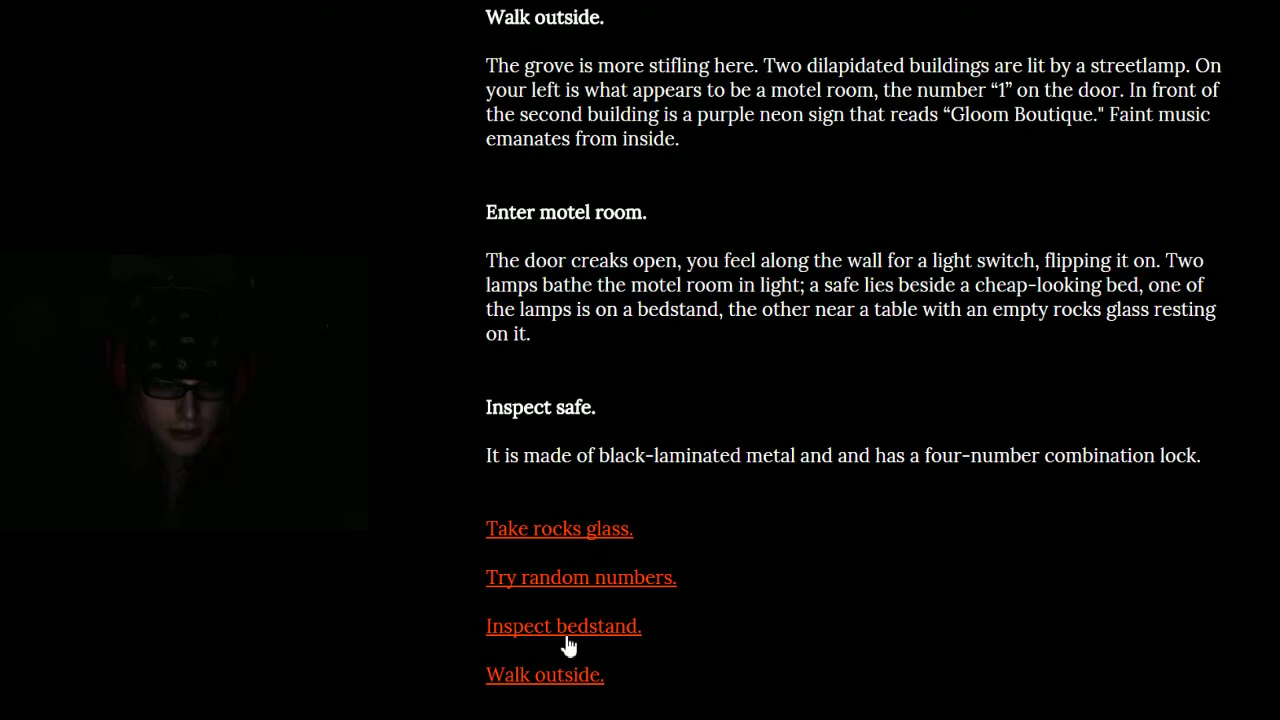 Walk outside.
The grove is more stifling here. Two dilapidated buildings are lit by a streetlamp. On
your left is what appears to be a motel room, the number “1” on the door. In front of
the second building is a purple neon sign that reads “Gloom Boutique." Faint music
emanates from inside.
Enter motel room.
The door creaks open, you feel along the wall for a light switch, flipping it on. Two
lamps bathe the motel room in light; a safe lies beside a cheap-looking bed, one of
the lamps is on a bedstand, the other near a table with an empty rocks glass resting
on it.
Inspect safe.
It is made of black-laminated metal and and has a four-number combination lock.
Take rocks glass.
Try random numbers.
Inspect bedstand.
Walk outside.